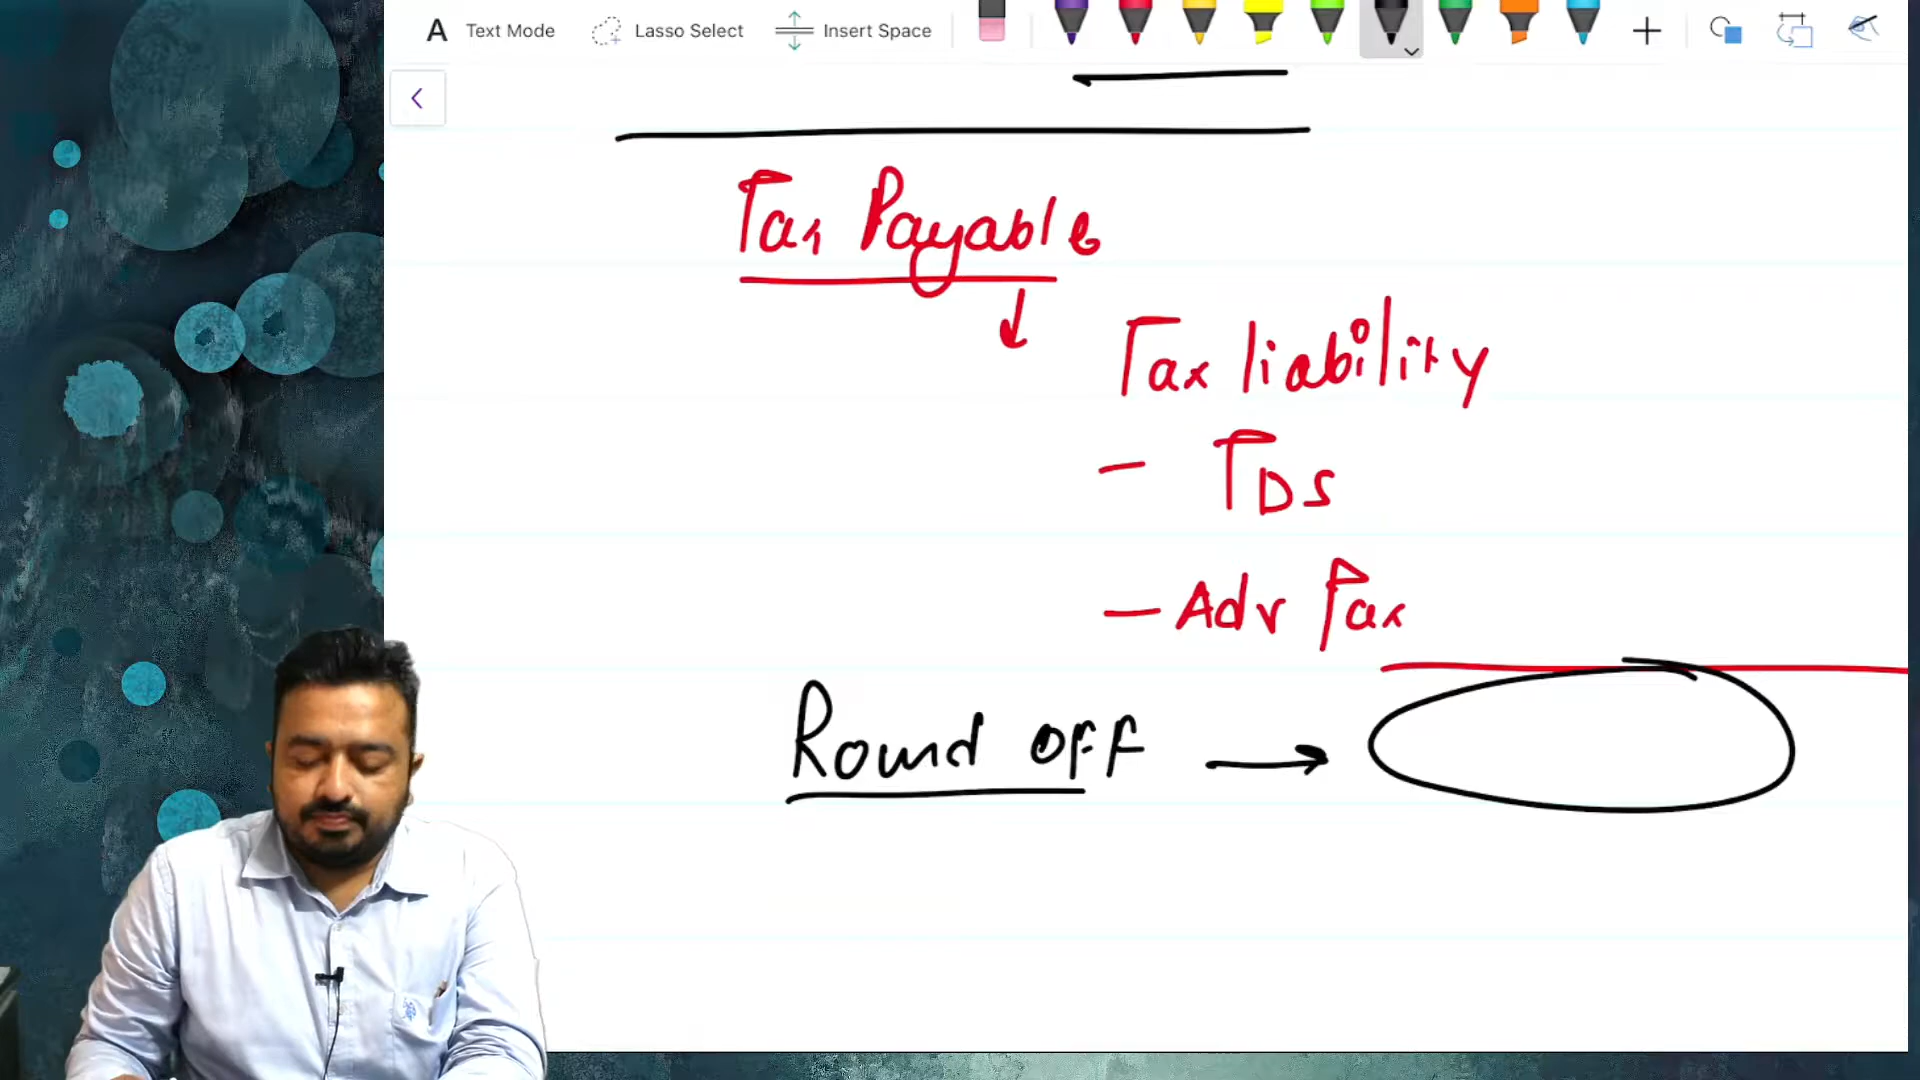 A Text Mode Lasso Select Insert Space
Tax Payable
Tax liability
- TDS
- Adv Tax
Round off →